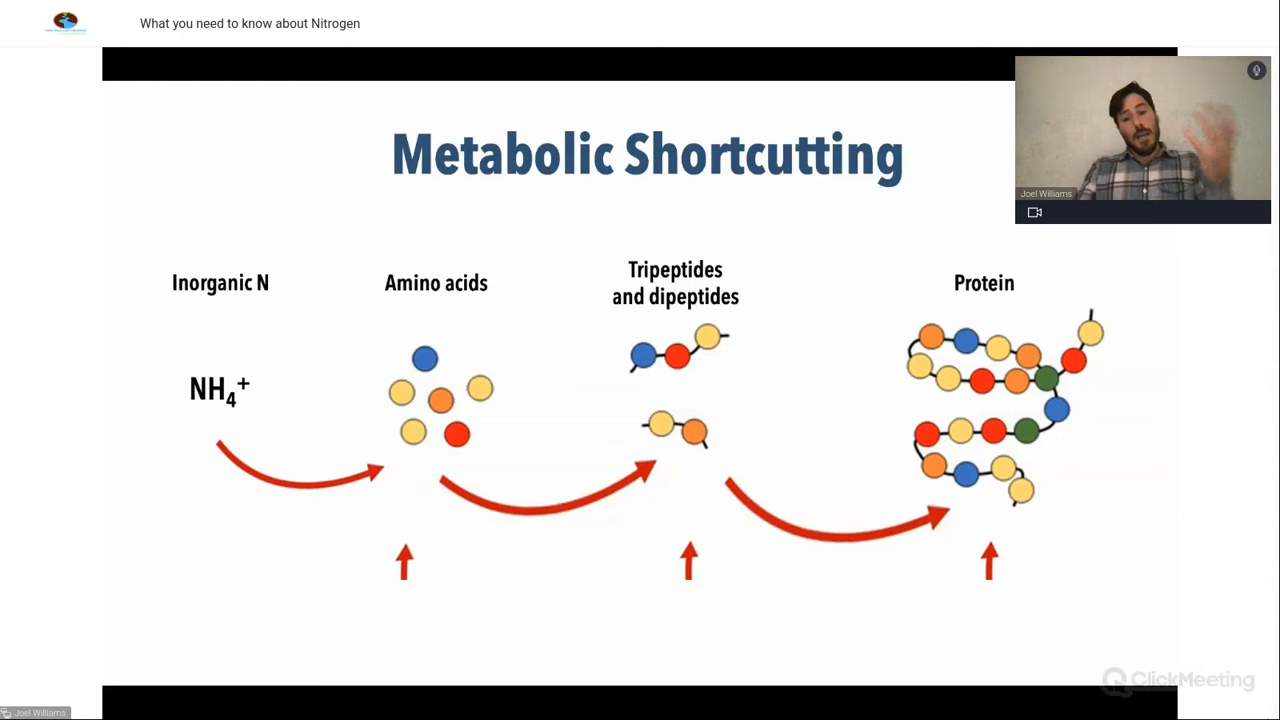 What you need to know about Nitrogen
Metabolic Shortcutting
Joel Williams
Inorganic N
Amino acids
Tripeptides
and dipeptides
Protein
NH₄⁺
ClickMeeting
Joel Williams